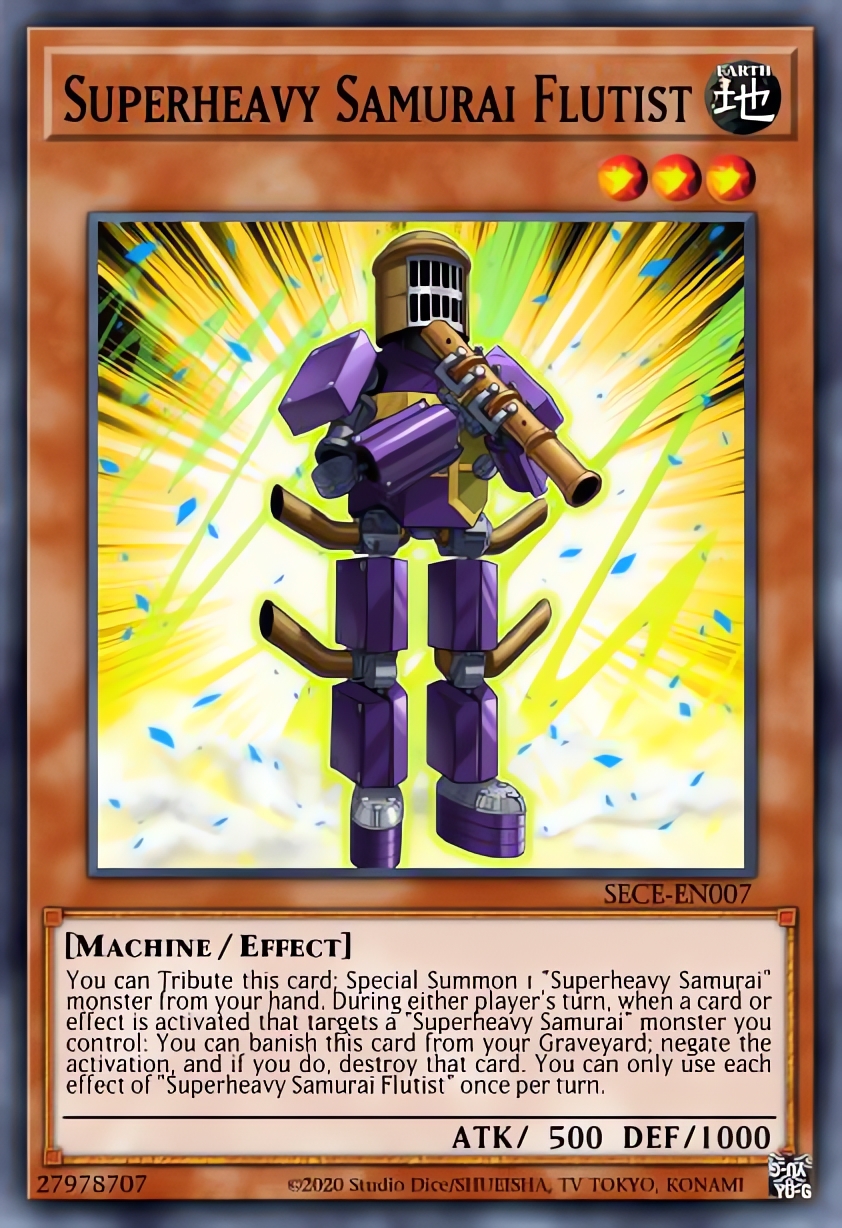 SUPERHEAVY SAMURAI FLUTIST
EARTH
地
SECE-EN007
[MACHINE / EFFECT]
You can Tribute this card; Special Summon 1 "Superheavy Samurai"
monster from your hand. During either player's turn, when a card or
effect is activated that targets a "Superheavy Samurai" monster you
control: You can banish this card from your Graveyard; negate the
activation, and if you do, destroy that card. You can only use each
effect of "Superheavy Samurai Flutist" once per turn.
ATK/ 500 DEF/1000
27978707
©2020 Studio Dice/SHUEISHA, TV TOKYO, KONAMI